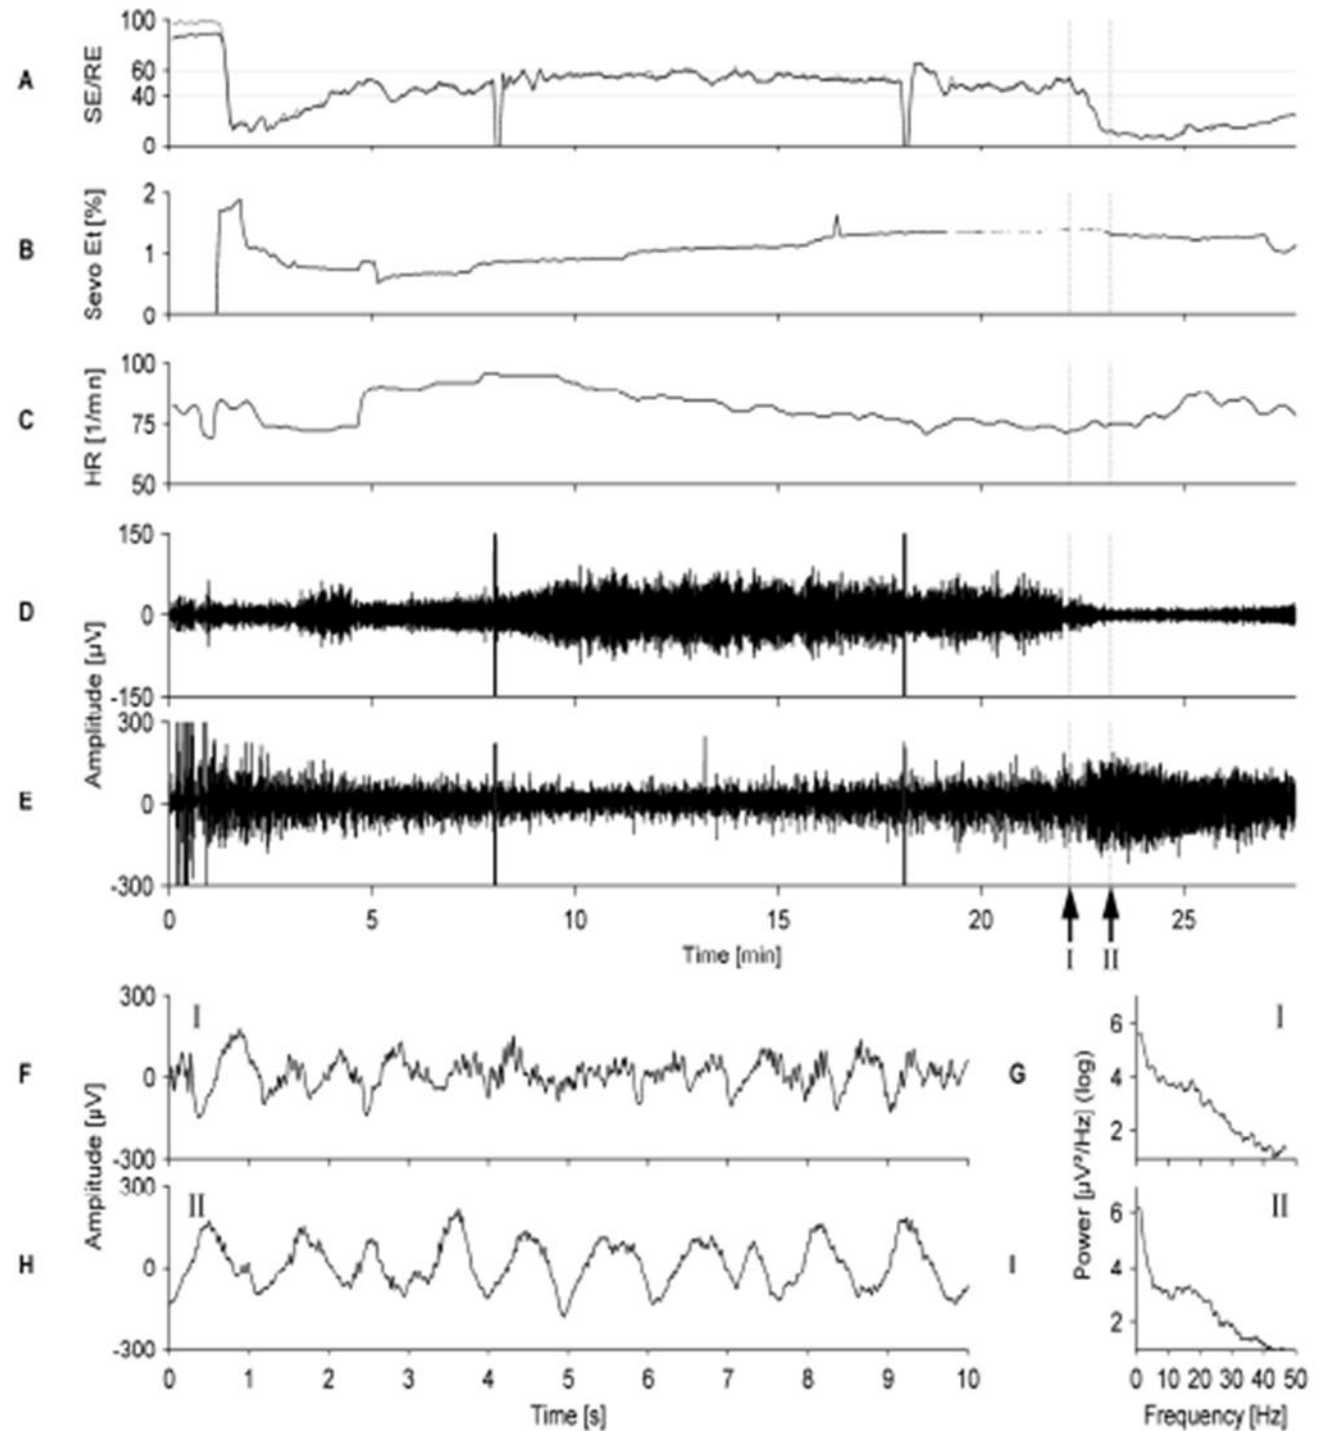 A
SE/RE
100
60
40
0
B
Sevo Et [%]
2
1
0
C
HR [1/mn]
100
75
50
D
Amplitude [µV]
150
0
-150
E
300
0
-300
0 5 10 15 20 25
Time [min]
I II
F
Amplitude [µV]
300
0
-300
I
G
Power [µV²/Hz] (log)
6
4
2
I
H
300
0
-300
II
0 1 2 3 4 5 6 7 8 9 10
Time [s]
I
6
4
2
II
0 10 20 30 40 50
Frequency [Hz]